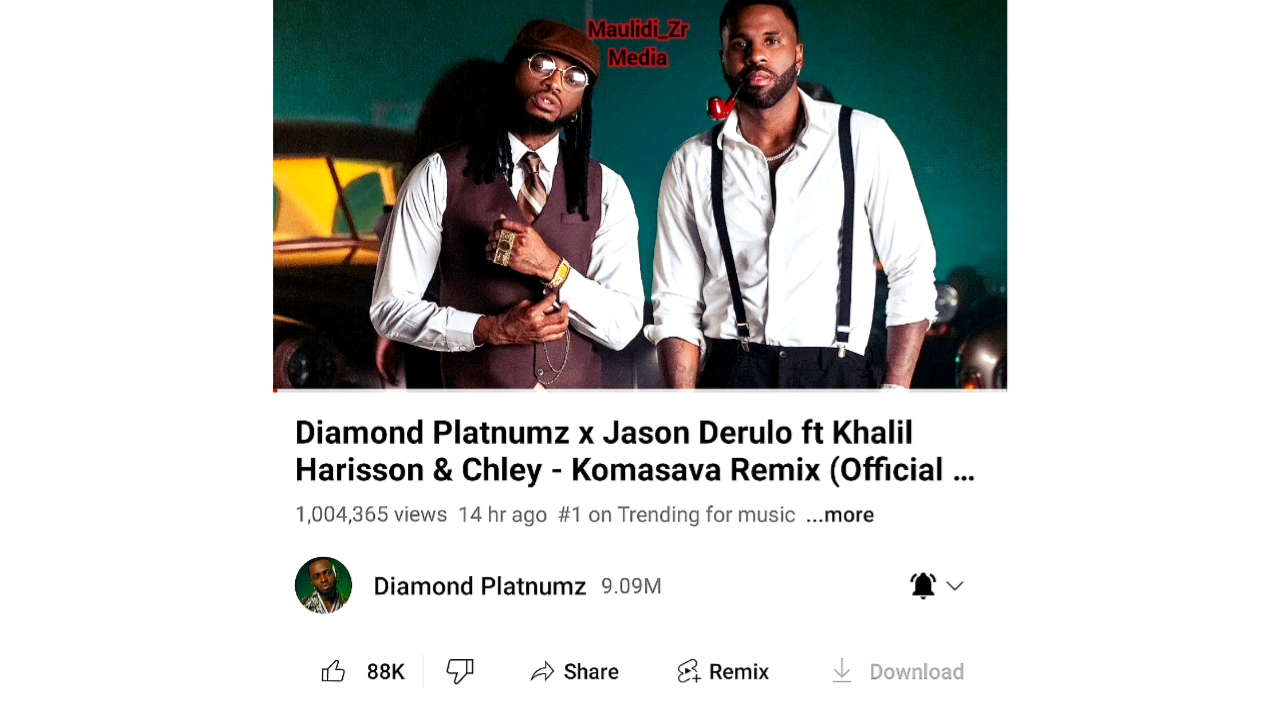 Maulidi_Zr
Media
Diamond Platnumz x Jason Derulo ft Khalil
Harisson & Chley - Komasava Remix (Official ...
1,004,365 views 14 hr ago #1 on Trending for music ...more
Diamond Platnumz 9.09M
88K Share Remix Download